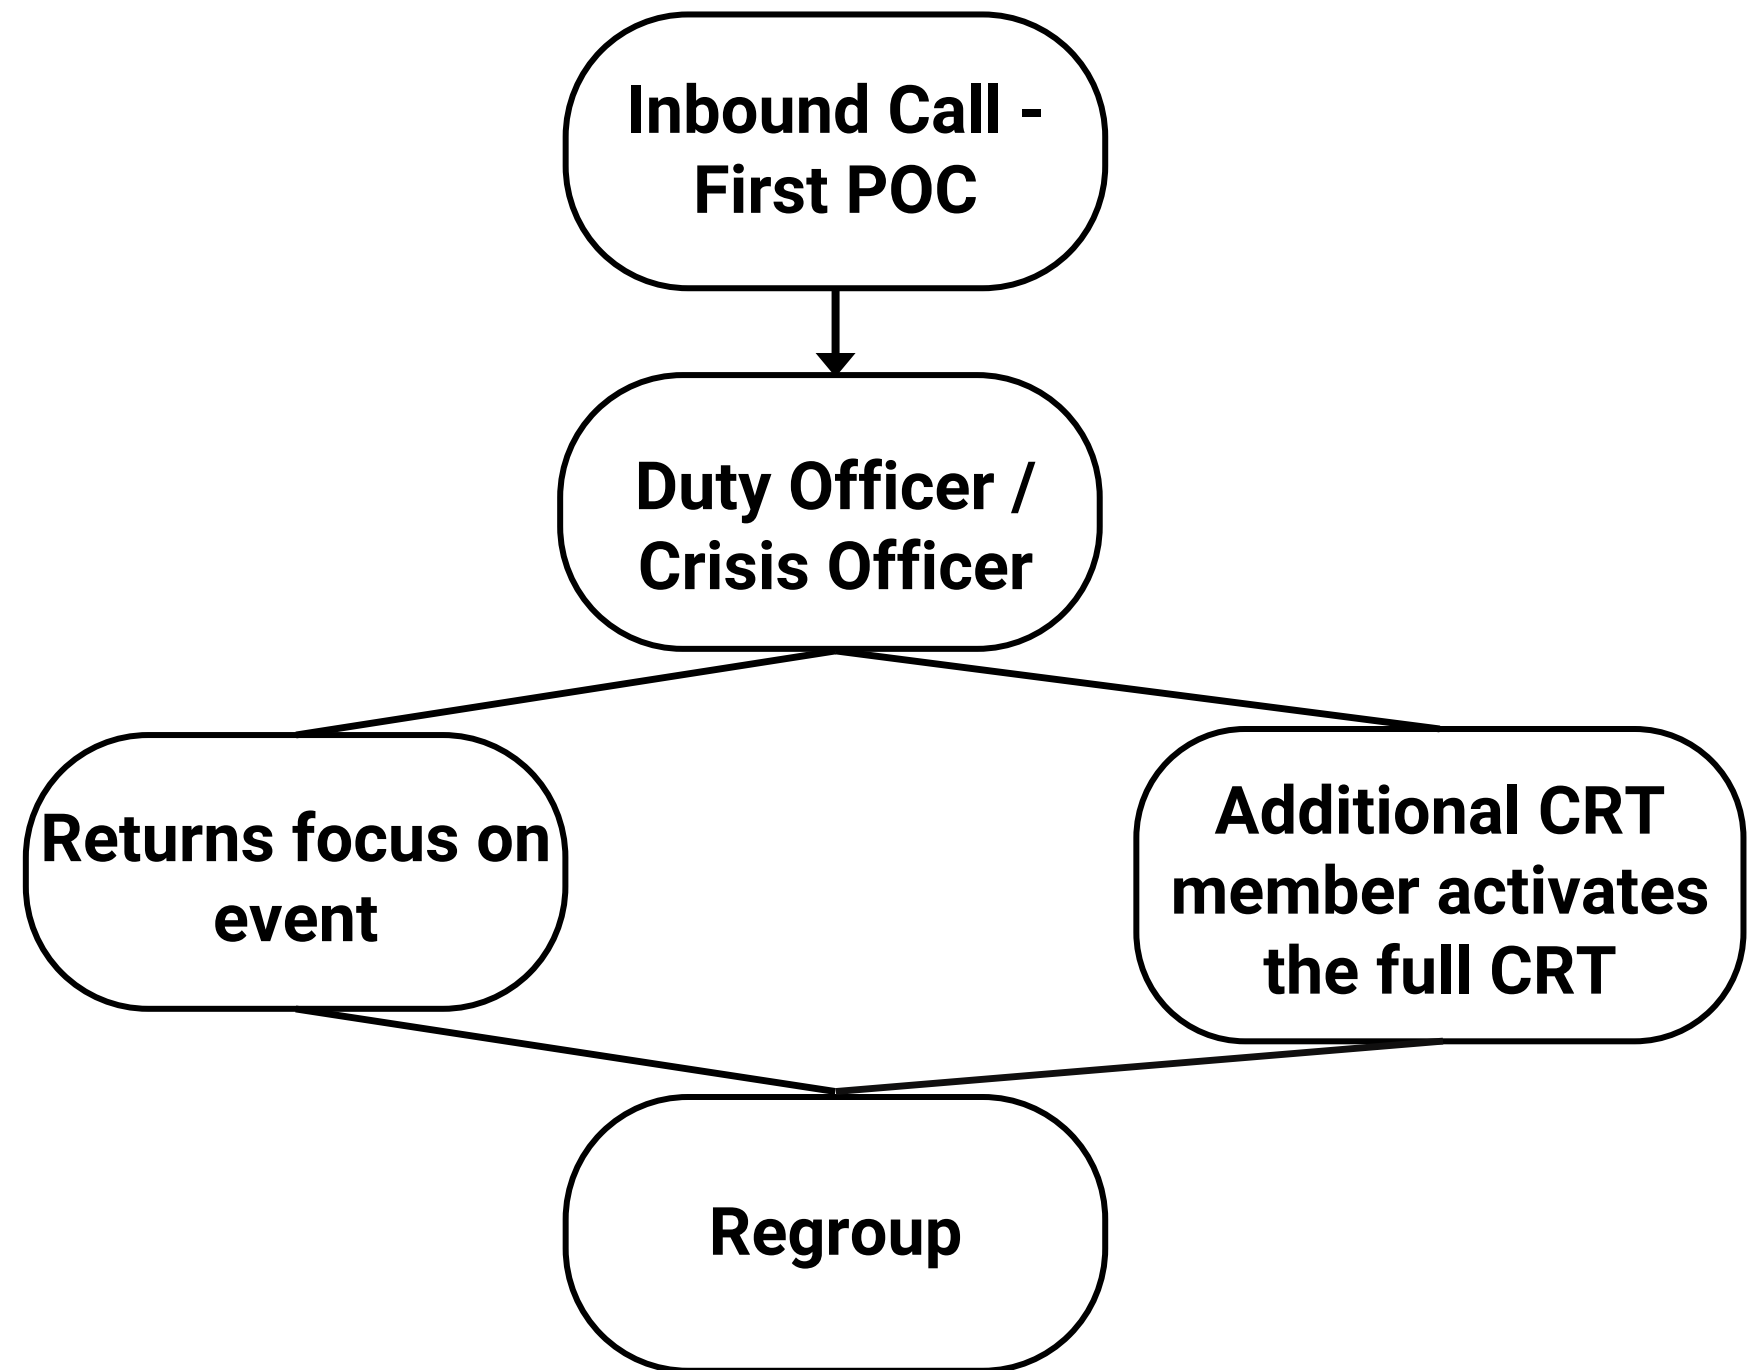 Inbound Call -
First POC
Duty Officer /
Crisis Officer
Returns focus on
event
Additional CRT
member activates
the full CRT
Regroup